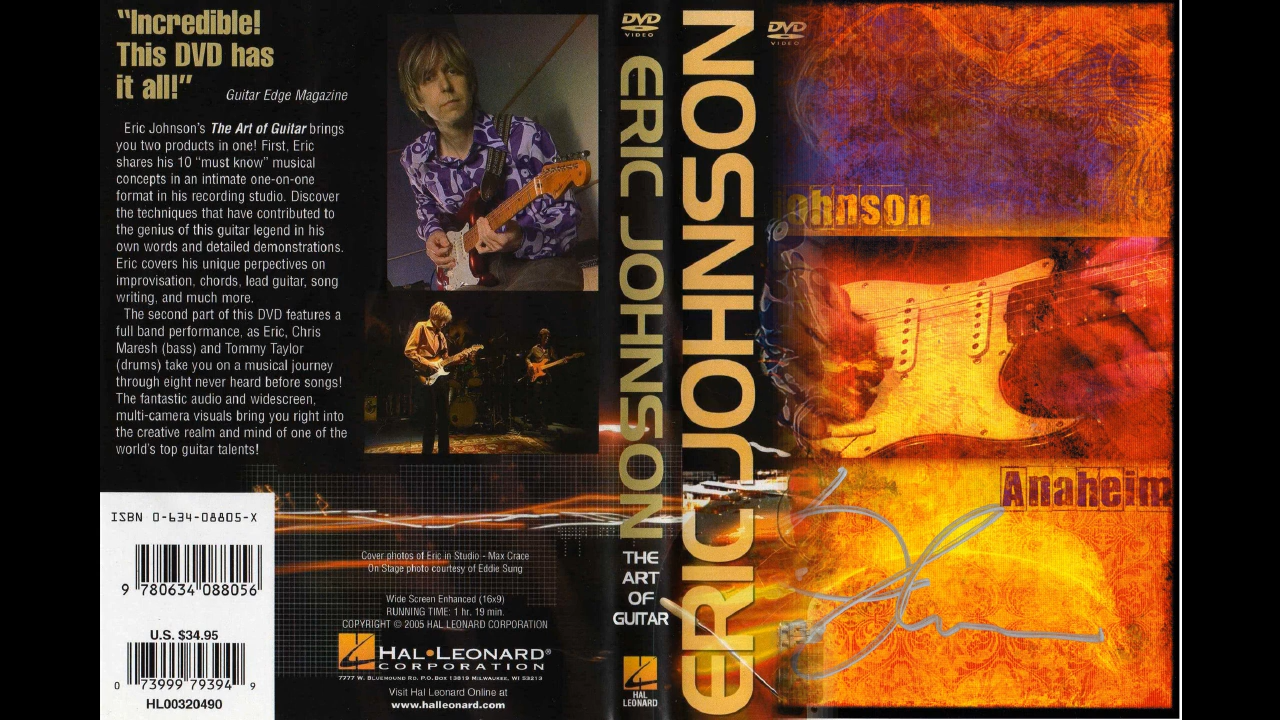 “Incredible!
This DVD has
it all!”
Guitar Edge Magazine
Eric Johnson’s The Art of Guitar brings
you two products in one! First, Eric
shares his 10 “must know” musical
concepts in an intimate one-on-one
format in his recording studio. Discover
the techniques that have contributed to
the genius of this guitar legend in his
own words and detailed demonstrations.
Eric covers his unique perpectives on
improvisation, chords, lead guitar, song
writing, and much more.
The second part of this DVD features a
full band performance, as Eric, Chris
Maresh (bass) and Tommy Taylor
(drums) take you on a musical journey
through eight never heard before songs!
The fantastic audio and widescreen,
multi-camera visuals bring you right into
the creative realm and mind of one of the
world’s top guitar talents!
ISBN 0-634-08805-X
9 780634 088056
U.S. $34.95
0 73999 79394 9
HL00320490
Cover photos of Eric in Studio - Max Crace
On Stage photo courtesy of Eddie Sung
Wide Screen Enhanced (16x9)
RUNNING TIME: 1 hr. 19 min.
COPYRIGHT © 2005 HAL LEONARD CORPORATION
HAL•LEONARD®
CORPORATION
7777 W. BLUEMOUND RD. P.O. BOX 13819 MILWAUKEE, WI 53213
Visit Hal Leonard Online at
www.halleonard.com
DVD
VIDEO
ERIC JOHNSON
THE
ART
OF
GUITAR
HAL
LEONARD
ERIC JOHNSON
DVD
VIDEO
Johnson
Anaheim